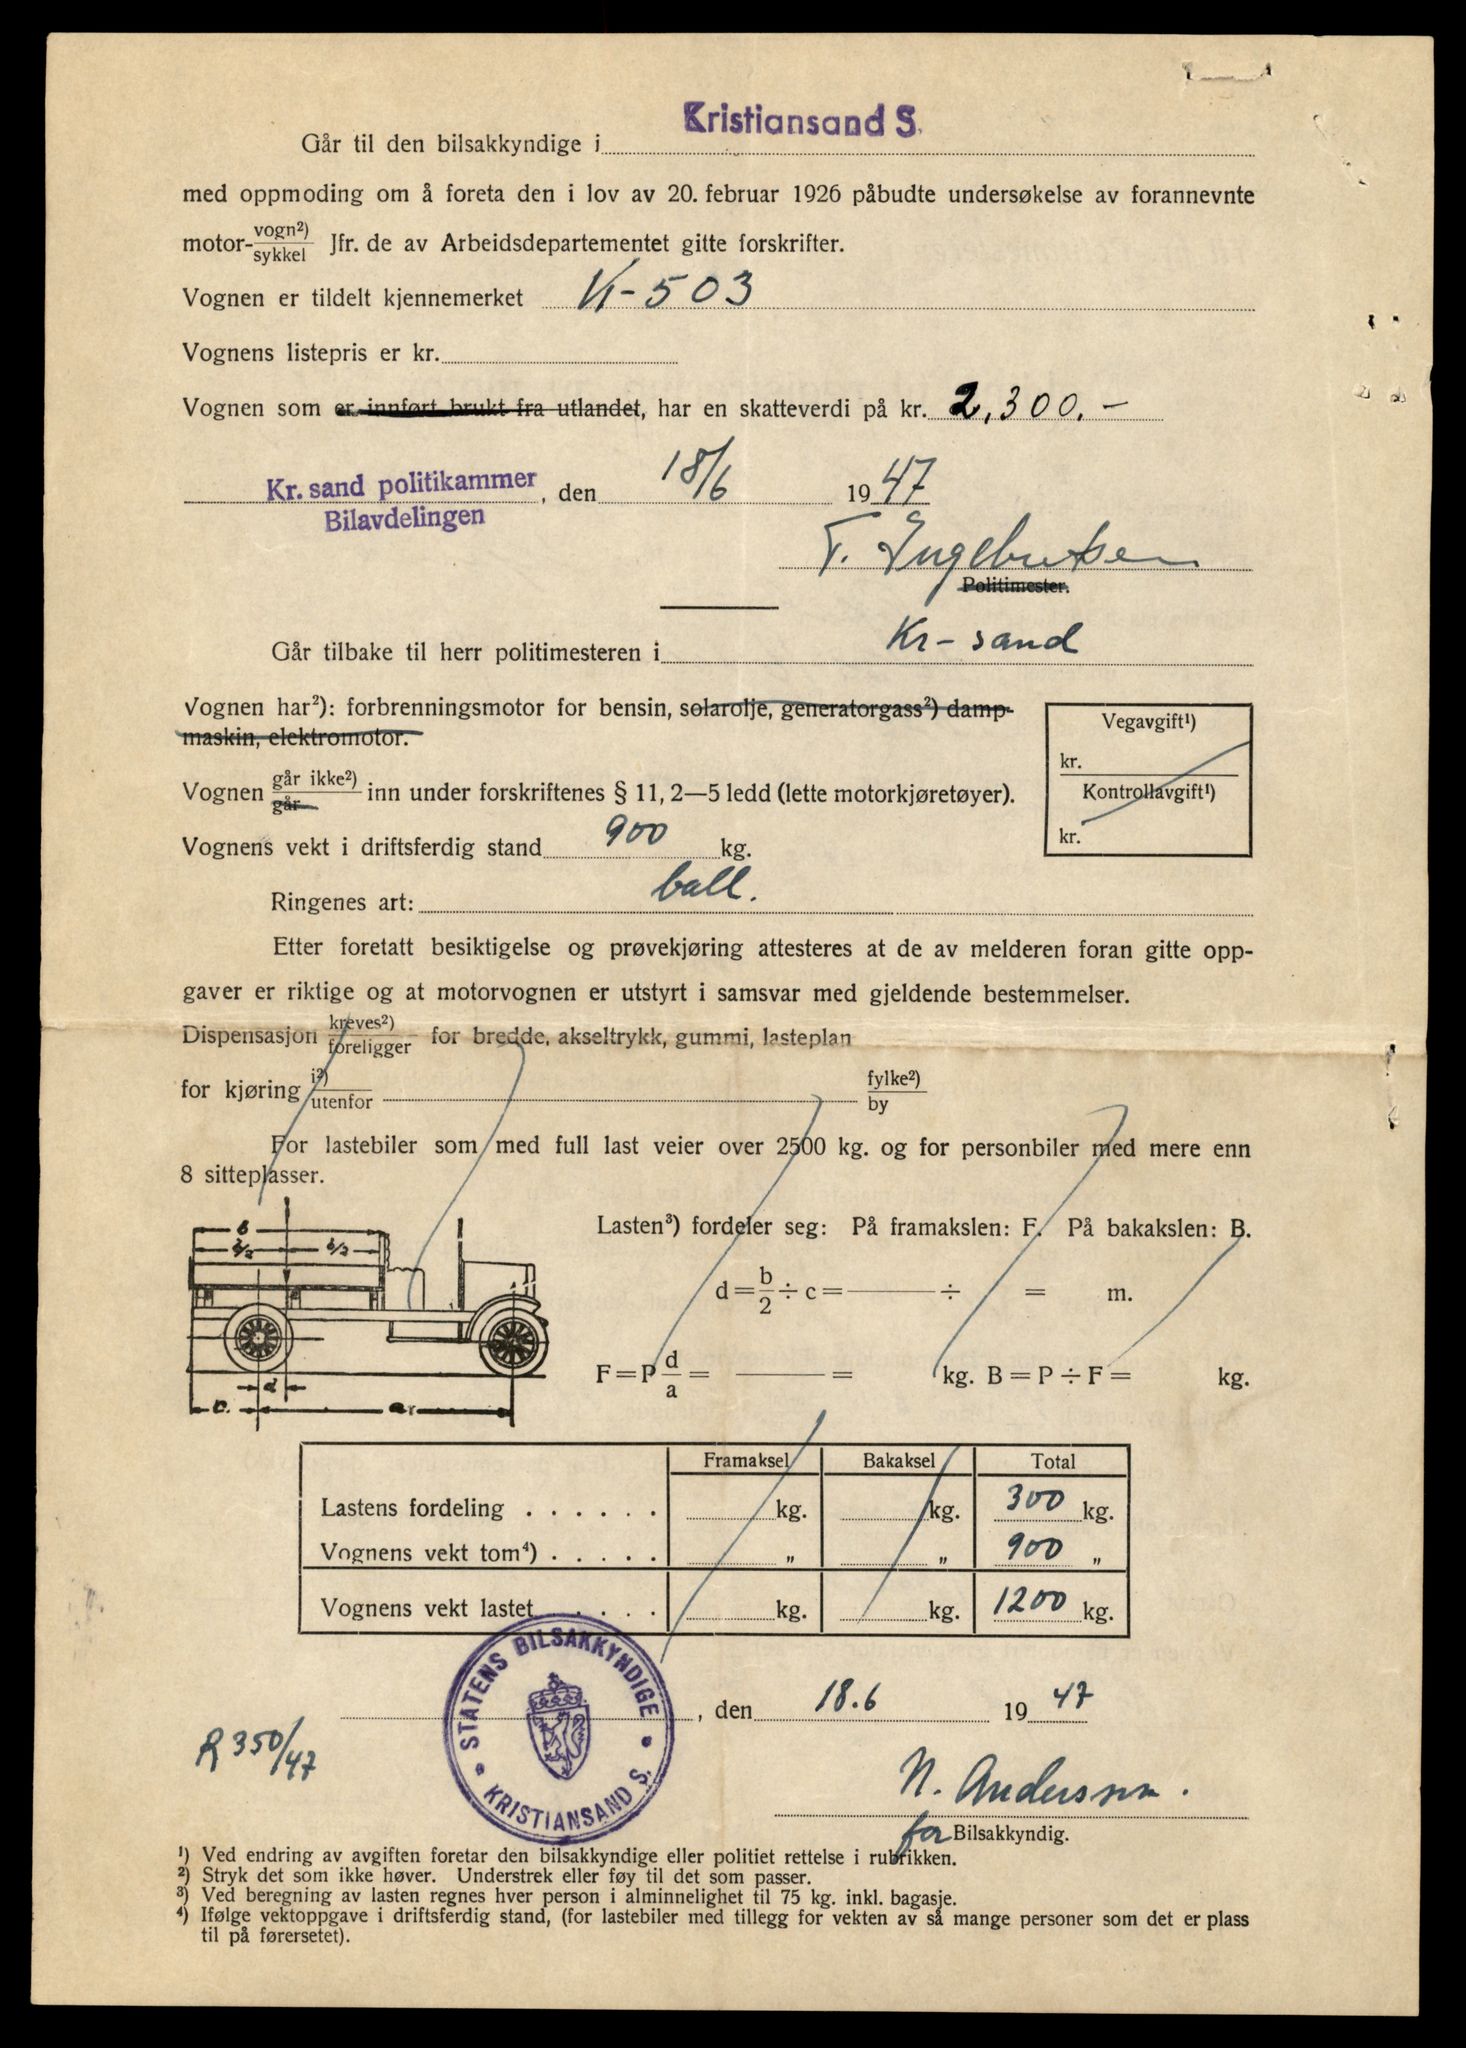 Kristiansand S.
Går til den bilsakkyndige i
med oppmoding om å foreta den i lov av 20. februar 1926 påbudte undersøkelse av forannevnte
motor-vogn²) / sykkel Jfr. de av Arbeidsdepartementet gitte forskrifter.
Vognen er tildelt kjennemerket K-503
Vognens listepris er kr.
Vognen som er innført brukt fra utlandet, har en skatteverdi på kr. 2,300.-
Kr.sand politikammer, den 18/6 1947
Bilavdelingen
T. Engebretsen
Politimester.
Går tilbake til herr politimesteren i Kr-sand
Vognen har²): forbrenningsmotor for bensin, solarolje, generatorgass²) damp-
maskin, elektromotor.
Vegavgift¹)
kr.
Kontrollavgift¹)
kr.
Vognen går ikke²) / går inn under forskriftenes § 11, 2—5 ledd (lette motorkjøretøyer).
Vognens vekt i driftsferdig stand 900 kg.
Ringenes art: ball.
Etter foretatt besiktigelse og prøvekjøring attesteres at de av melderen foran gitte opp-
gaver er riktige og at motorvognen er utstyrt i samsvar med gjeldende bestemmelser.
Dispensasjon kreves²) / foreligger for bredde, akseltrykk, gummi, lasteplan
for kjøring i²) / utenfor fylke²) / by
For lastebiler som med full last veier over 2500 kg. og for personbiler med mere enn
8 sitteplasser.
b
b/2 b/2
d
c. a.
Lasten³) fordeler seg: På framakslen: F. På bakakslen: B.
d = b/2 ÷ c = ——— ÷ = m.
F = P d/a = ——— = kg. B = P ÷ F = kg.
Framaksel Bakaksel Total
Lastens fordeling . . . . . . kg. kg. 300 kg.
Vognens vekt tom⁴) . . . . . „ „ 900 „
Vognens vekt lastet . . . . kg. kg. 1200 kg.
STATENS BILSAKKYNDIGE
KRISTIANSAND S.
, den 18.6 1947
R 350/47
N. Anderssen.
for Bilsakkyndig.
¹) Ved endring av avgiften foretar den bilsakkyndige eller politiet rettelse i rubrikken.
²) Stryk det som ikke høver. Understrek eller føy til det som passer.
³) Ved beregning av lasten regnes hver person i alminnelighet til 75 kg. inkl. bagasje.
⁴) Ifølge vektoppgave i driftsferdig stand, (for lastebiler med tillegg for vekten av så mange personer som det er plass
til på førersetet).